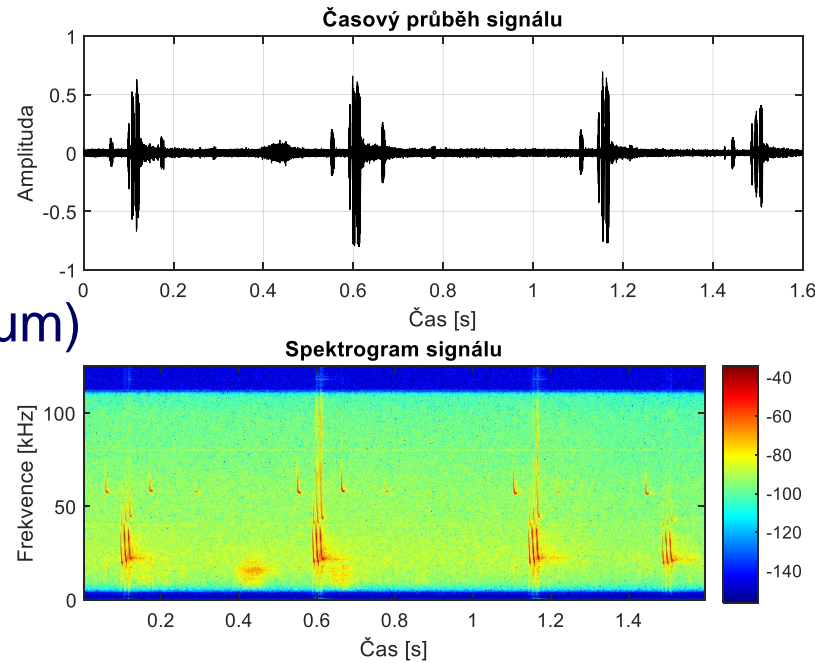 Časový průběh signálu
1
0.5
0
-0.5
-1
Amplituda
0 0.2 0.4 0.6 0.8 1 1.2 1.4 1.6
Čas [s]
um)
Spektrogram signálu
100
50
0
Frekvence [kHz]
0.2 0.4 0.6 0.8 1 1.2 1.4
Čas [s]
-40
-60
-80
-100
-120
-140